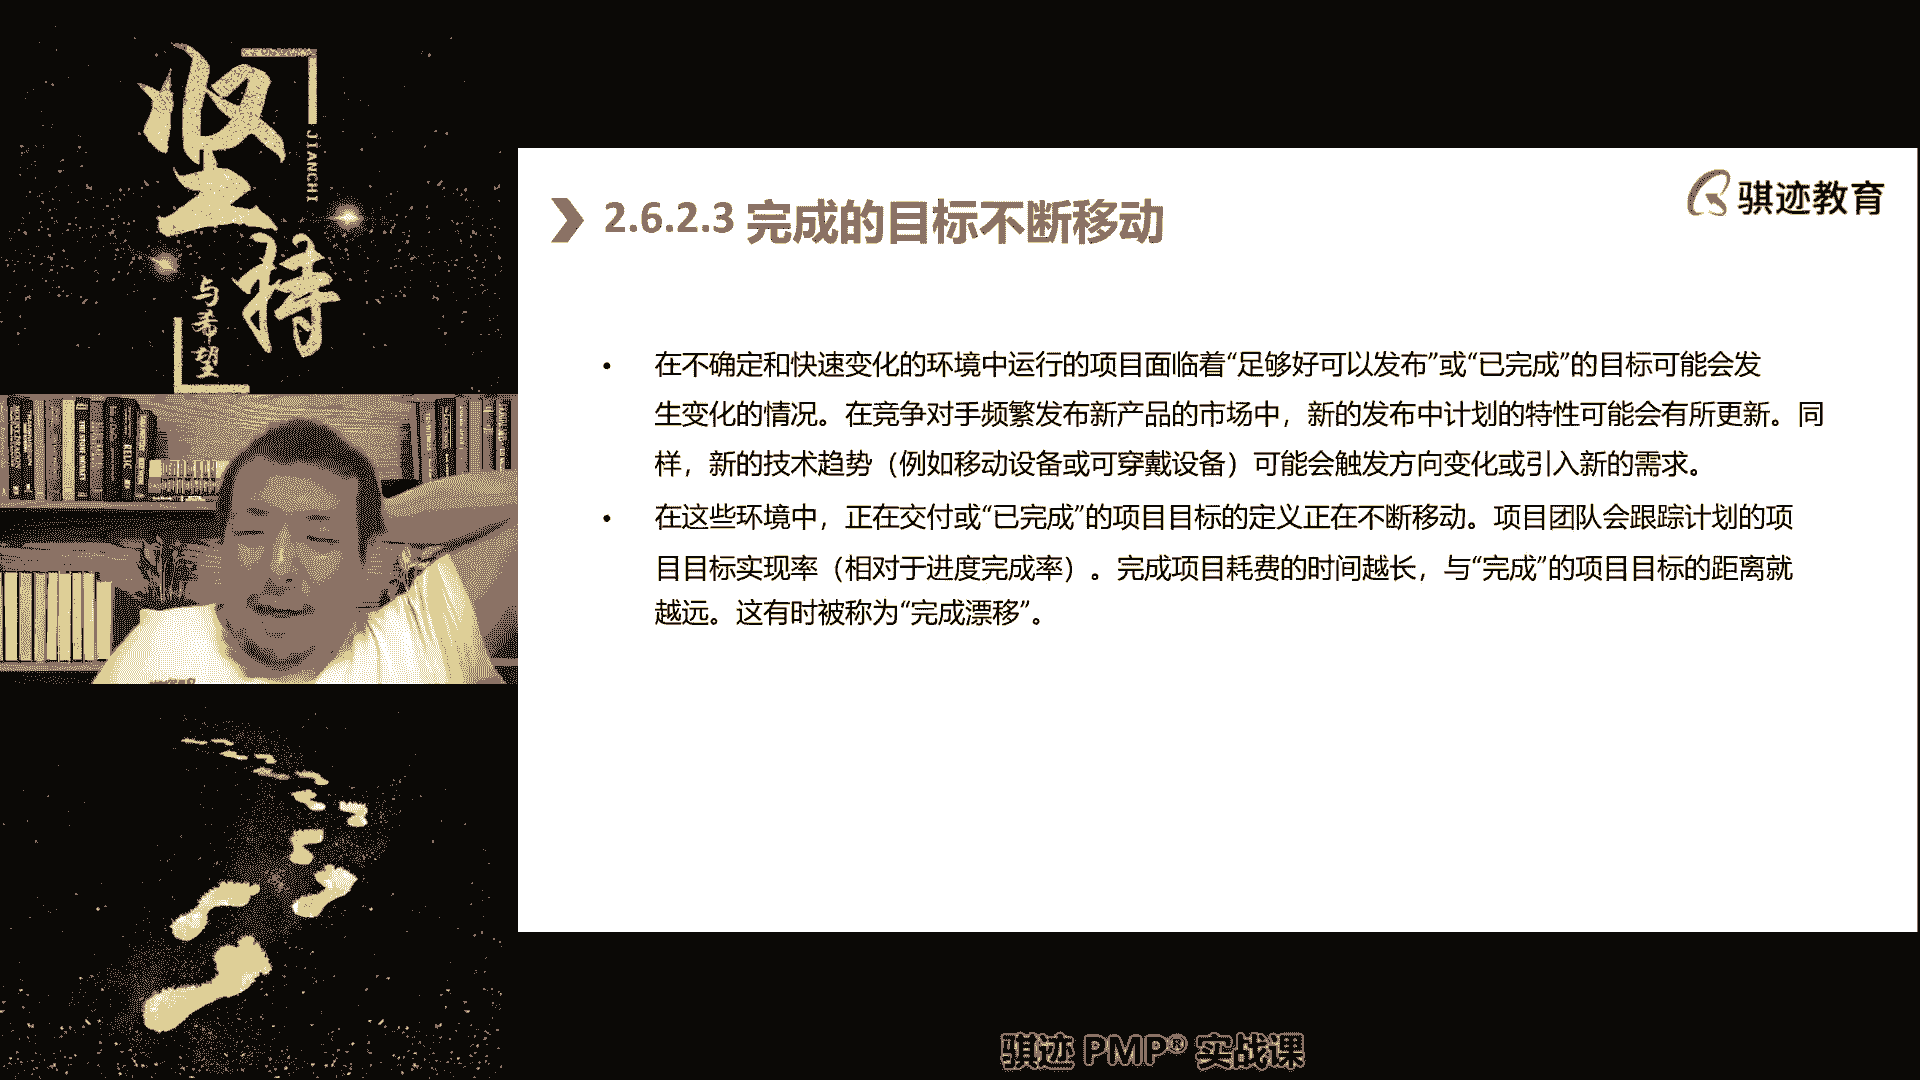 坚持
JIANCHI
与希望
骐迹教育
2.6.2.3 完成的目标不断移动
• 在不确定和快速变化的环境中运行的项目面临着“足够好可以发布”或“已完成”的目标可能会发
生变化的情况。在竞争对手频繁发布新产品的市场中，新的发布中计划的特性可能会有所更新。同
样，新的技术趋势（例如移动设备或可穿戴设备）可能会触发方向变化或引入新的需求。
• 在这些环境中，正在交付或“已完成”的项目目标的定义正在不断移动。项目团队会跟踪计划的项
目目标实现率（相对于进度完成率）。完成项目耗费的时间越长，与“完成”的项目目标的距离就
越远。这有时被称为“完成漂移”。
骐迹 PMP® 实战课